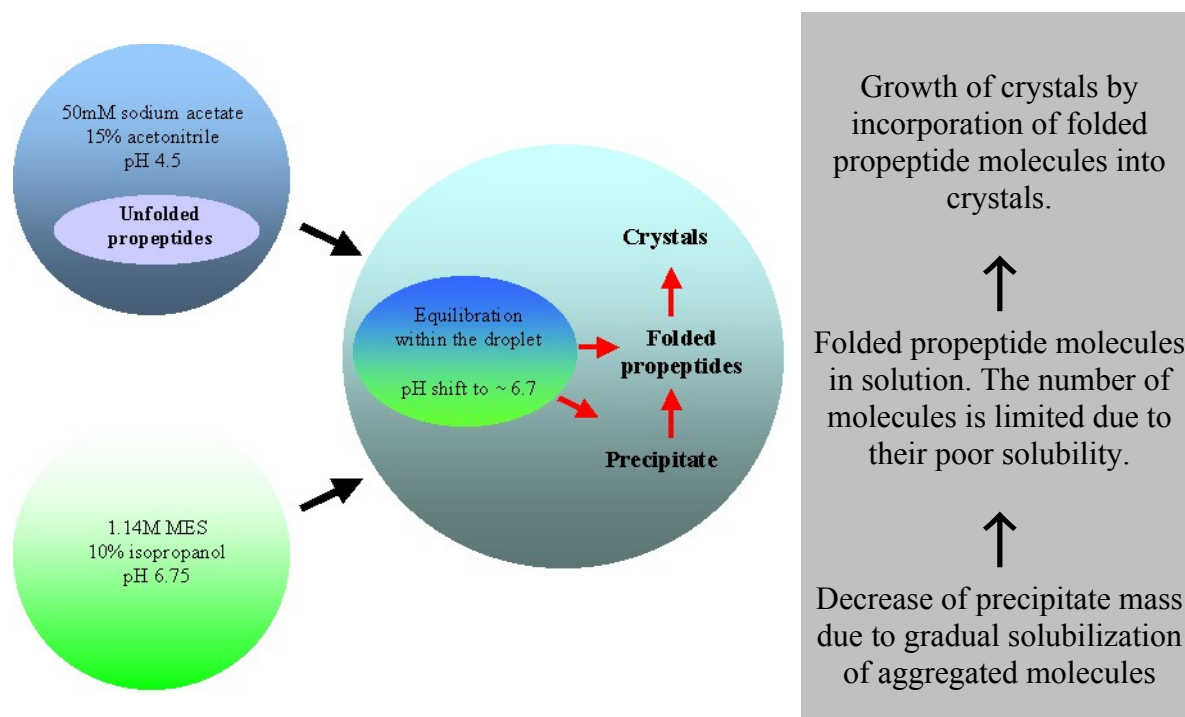 50mM sodium acetate
15% acetonitrile
pH 4.5
Unfolded
propeptides
1.14M MES
10% isopropanol
pH 6.75
Equilibration
within the droplet
pH shift to ~ 6.7
Crystals
Folded
propeptides
Precipitate
Growth of crystals by
incorporation of folded
propeptide molecules into
crystals.
Folded propeptide molecules
in solution. The number of
molecules is limited due to
their poor solubility.
Decrease of precipitate mass
due to gradual solubilization
of aggregated molecules